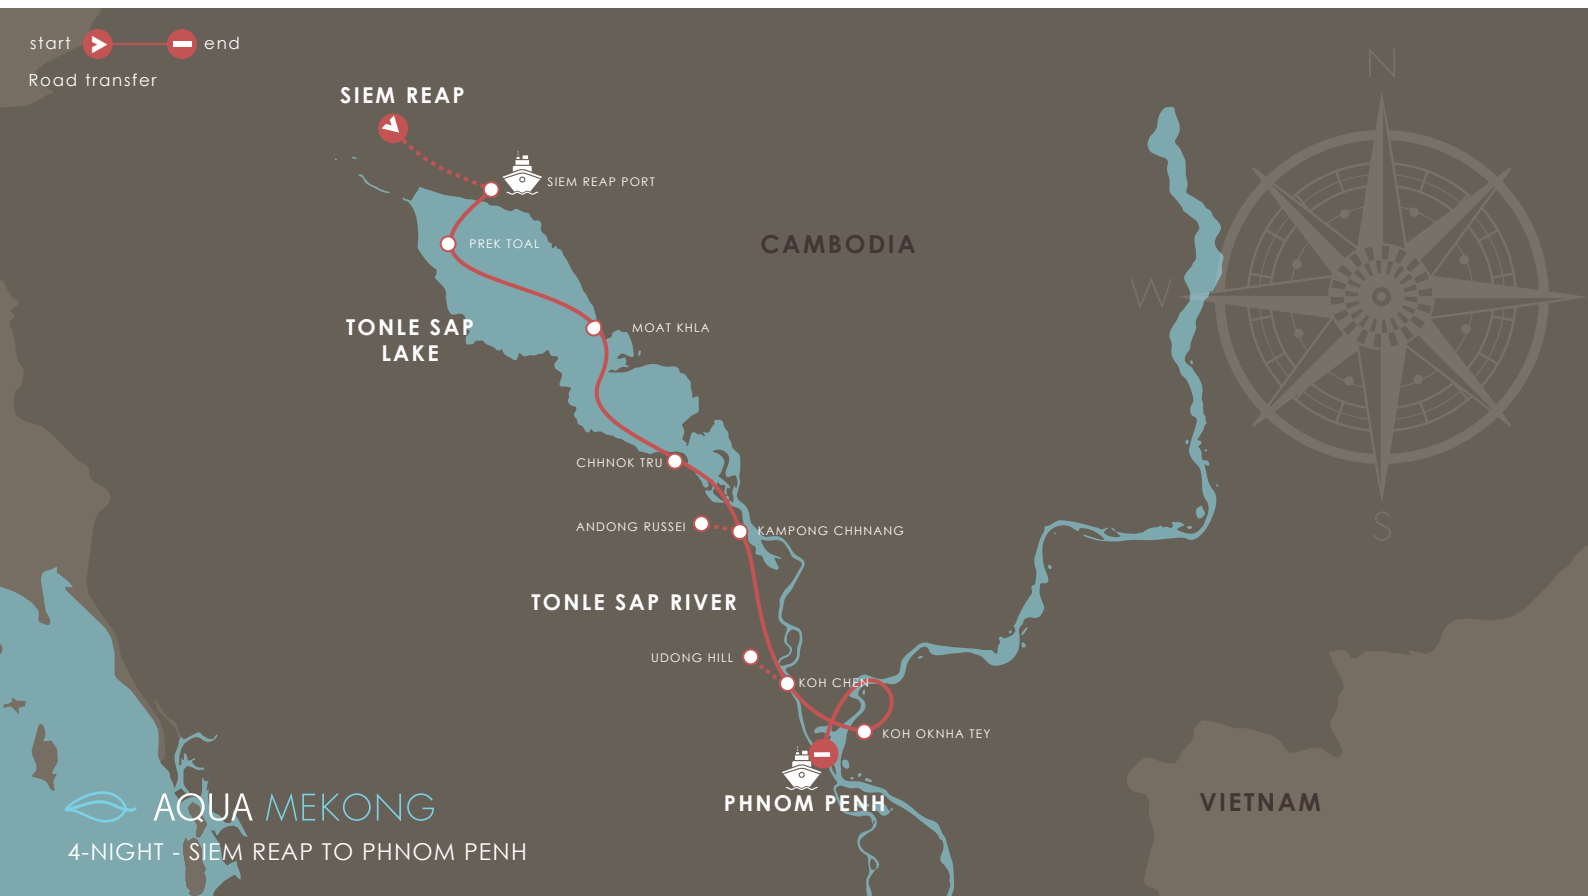 start end
Road transfer
N
SIEM REAP
SIEM REAP PORT
PREK TOAL
CAMBODIA
W
TONLE SAP
LAKE
MOAT KHLA
CHHNOK TRU
ANDONG RUSSEI
KAMPONG CHHNANG
S
TONLE SAP RIVER
UDONG HILL
KOH CHEN
KOH OKNHA TEY
PHNOM PENH
VIETNAM
AQUA MEKONG
4-NIGHT - SIEM REAP TO PHNOM PENH